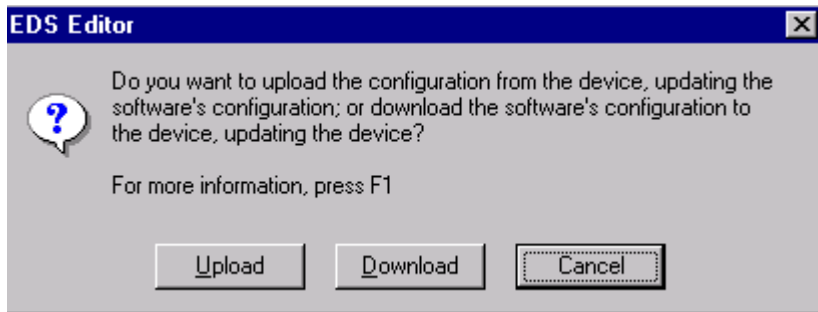 EDS Editor
Do you want to upload the configuration from the device, updating the
software's configuration; or download the software's configuration to
the device, updating the device?
For more information, press F1
Upload Download Cancel